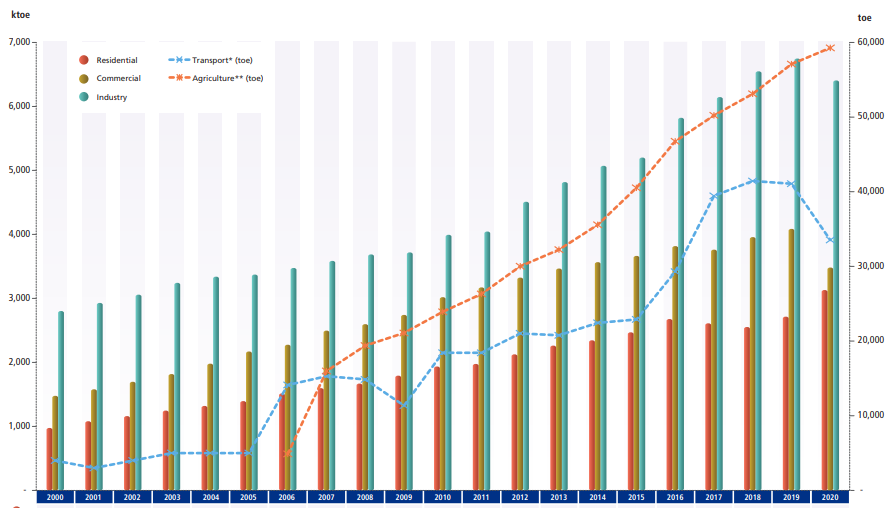 ktoe
toe
7,000
6,000
5,000
4,000
3,000
2,000
1,000
-
Residential
Commercial
Industry
Transport* (toe)
Agriculture** (toe)
60,000
50,000
40,000
30,000
20,000
10,000
-
2000 2001 2002 2003 2004 2005 2006 2007 2008 2009 2010 2011 2012 2013 2014 2015 2016 2017 2018 2019 2020